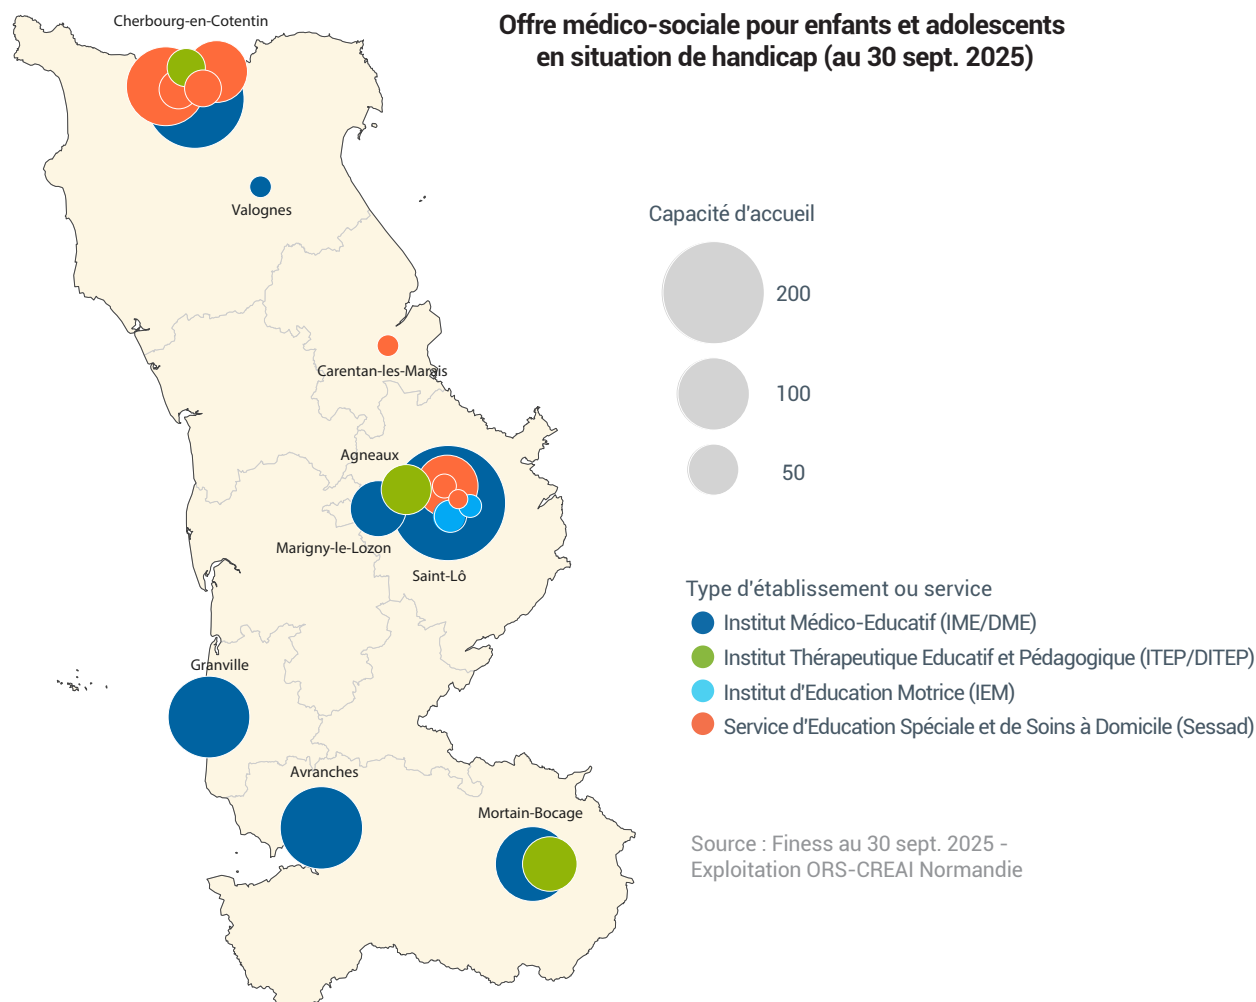 Offre médico-sociale pour enfants et adolescents
en situation de handicap (au 30 sept. 2025)
Cherbourg-en-Cotentin
Valognes
Carentan-les-Marais
Agneaux
Marigny-le-Lozon
Saint-Lô
Granville
Avranches
Mortain-Bocage
Capacité d'accueil
200
100
50
Type d'établissement ou service
Institut Médico-Educatif (IME/DME)
Institut Thérapeutique Educatif et Pédagogique (ITEP/DITEP)
Institut d'Education Motrice (IEM)
Service d'Education Spéciale et de Soins à Domicile (Sessad)
Source : Finess au 30 sept. 2025 -
Exploitation ORS-CREAI Normandie